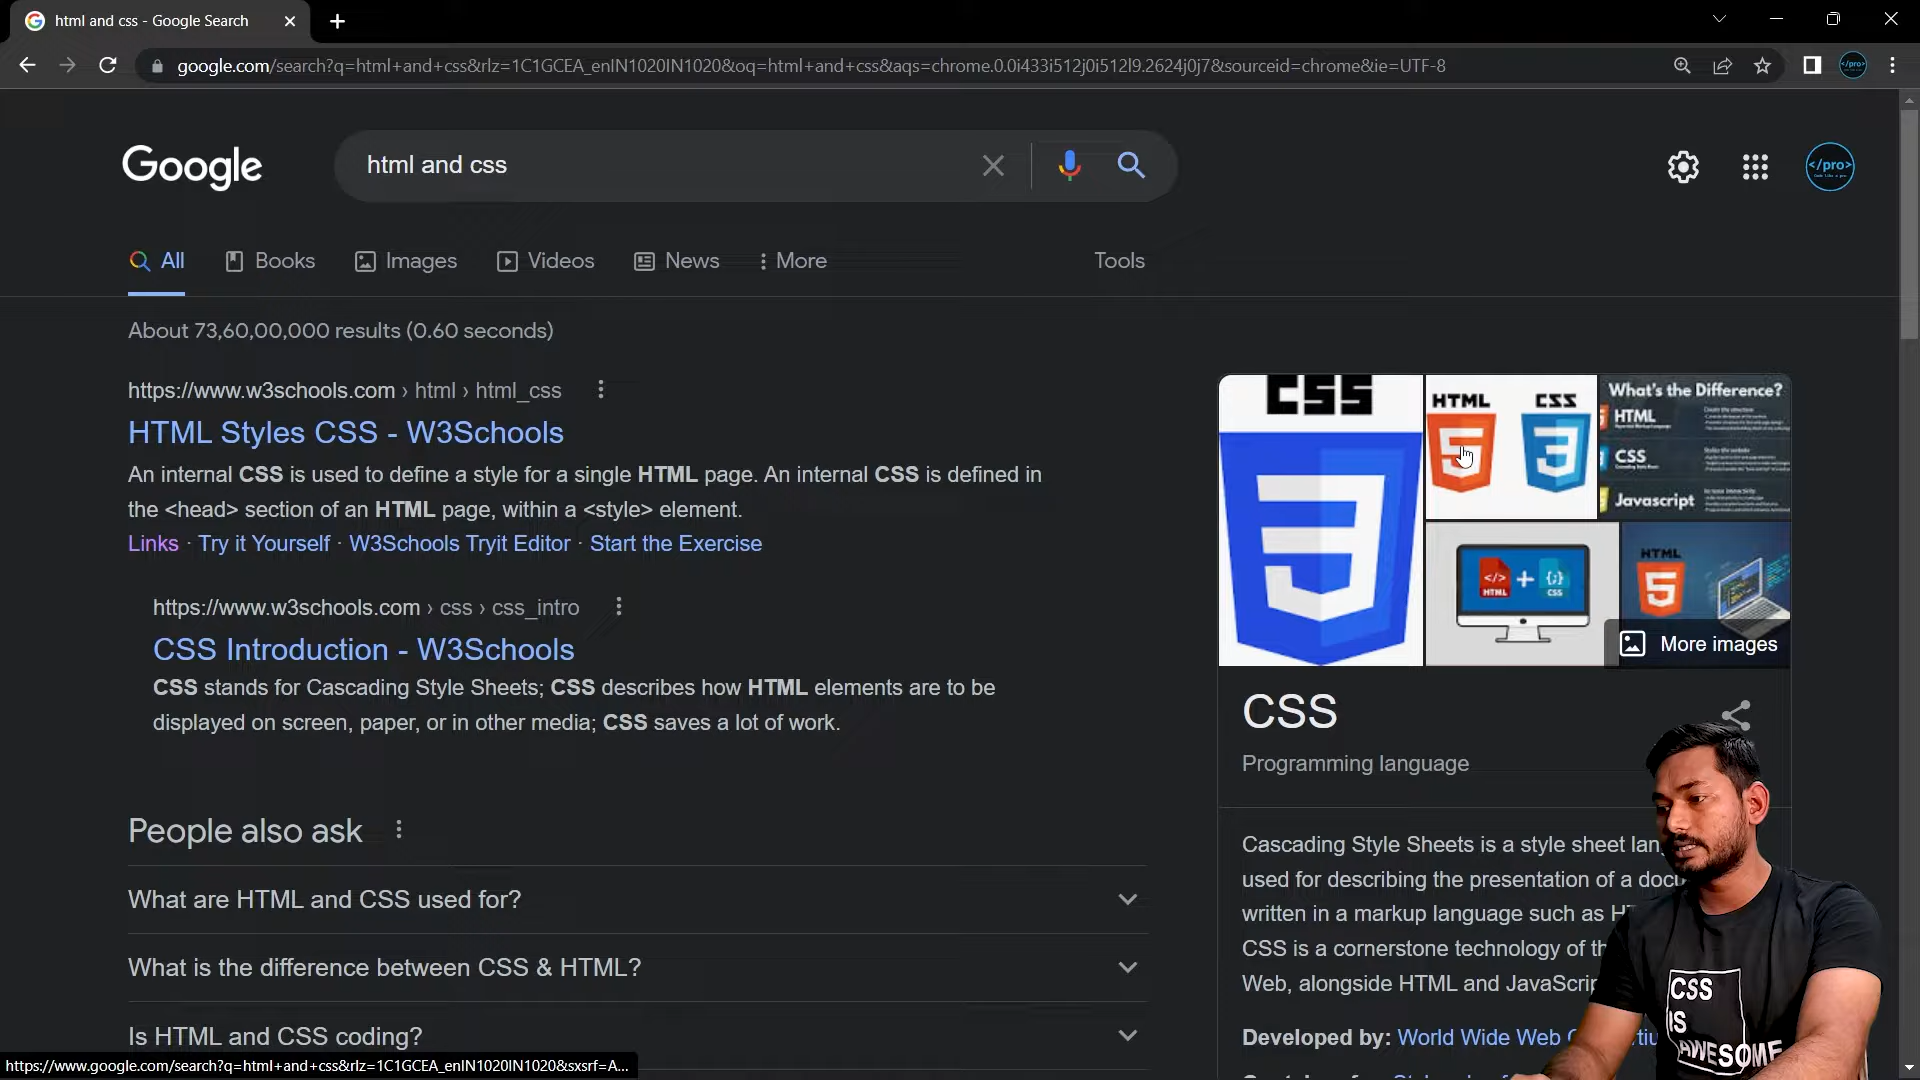 html and css - Google Search
google.com/search?q=html+and+css&rlz=1C1GCEA_enIN1020IN1020&oq=html+and+css&aqs=chrome.0.0i433i512j0i512l9.2624j0j7&sourceid=chrome&ie=UTF-8
</pro>
Google
html and css
</pro>
Code like a pro
All
Books
Images
Videos
News
More
Tools
About 73,60,00,000 results (0.60 seconds)
https://www.w3schools.com › html › html_css
HTML Styles CSS - W3Schools
An internal CSS is used to define a style for a single HTML page. An internal CSS is defined in
the <head> section of an HTML page, within a <style> element.
Links · Try it Yourself · W3Schools Tryit Editor · Start the Exercise
https://www.w3schools.com › css › css_intro
CSS Introduction - W3Schools
CSS stands for Cascading Style Sheets; CSS describes how HTML elements are to be
displayed on screen, paper, or in other media; CSS saves a lot of work.
People also ask
What are HTML and CSS used for?
What is the difference between CSS & HTML?
Is HTML and CSS coding?
https://www.google.com/search?q=html+and+css&rlz=1C1GCEA_enIN1020IN1020&sxsrf=A...
CSS
3
HTML CSS
5 3
What's the Difference?
HTML
CSS
Javascript
</> + {;}
HTML CSS
HTML
5
More images
CSS
Programming language
Cascading Style Sheets is a style sheet
used for describing the presentation of a
written in a markup language such as
CSS is a cornerstone technology of
Web, alongside HTML and
Developed by: World Wide Web
CSS
IS
AWESOME